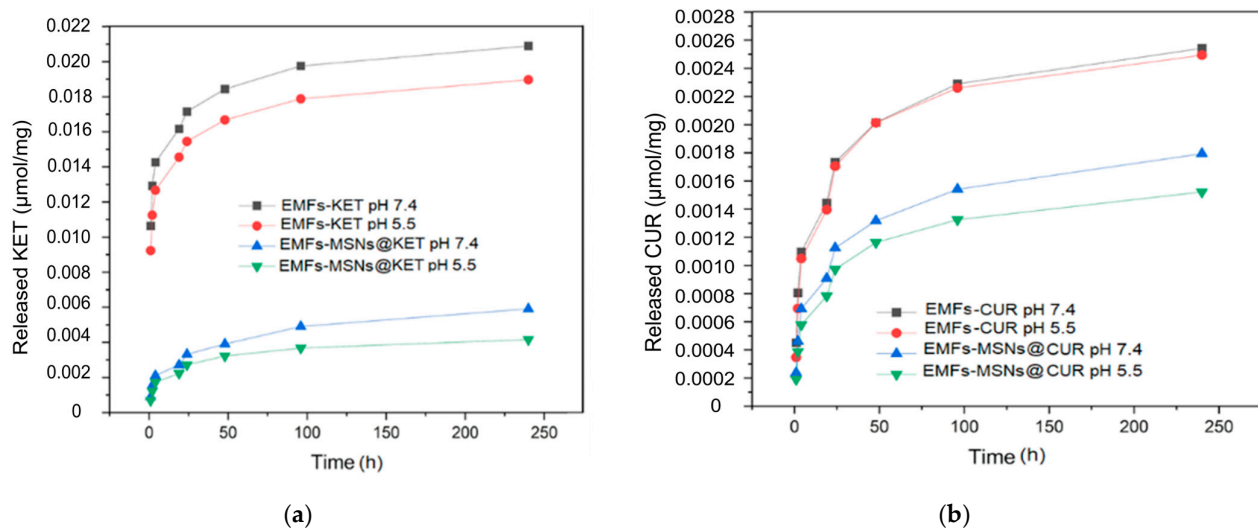 0.022
0.020
0.018
0.016
0.014
0.012
0.010
0.008
0.006
0.004
0.002
0
Released KET (μmol/mg)
EMFs-KET pH 7.4
EMFs-KET pH 5.5
EMFs-MSNs@KET pH 7.4
EMFs-MSNs@KET pH 5.5
0 50 100 150 200 250
Time (h)
(a)
0.0028
0.0026
0.0024
0.0022
0.0020
0.0018
0.0016
0.0014
0.0012
0.0010
0.0008
0.0006
0.0004
0.0002
0
Released CUR (μmol/mg)
EMFs-CUR pH 7.4
EMFs-CUR pH 5.5
EMFs-MSNs@CUR pH 7.4
EMFs-MSNs@CUR pH 5.5
0 50 100 150 200 250
Time (h)
(b)